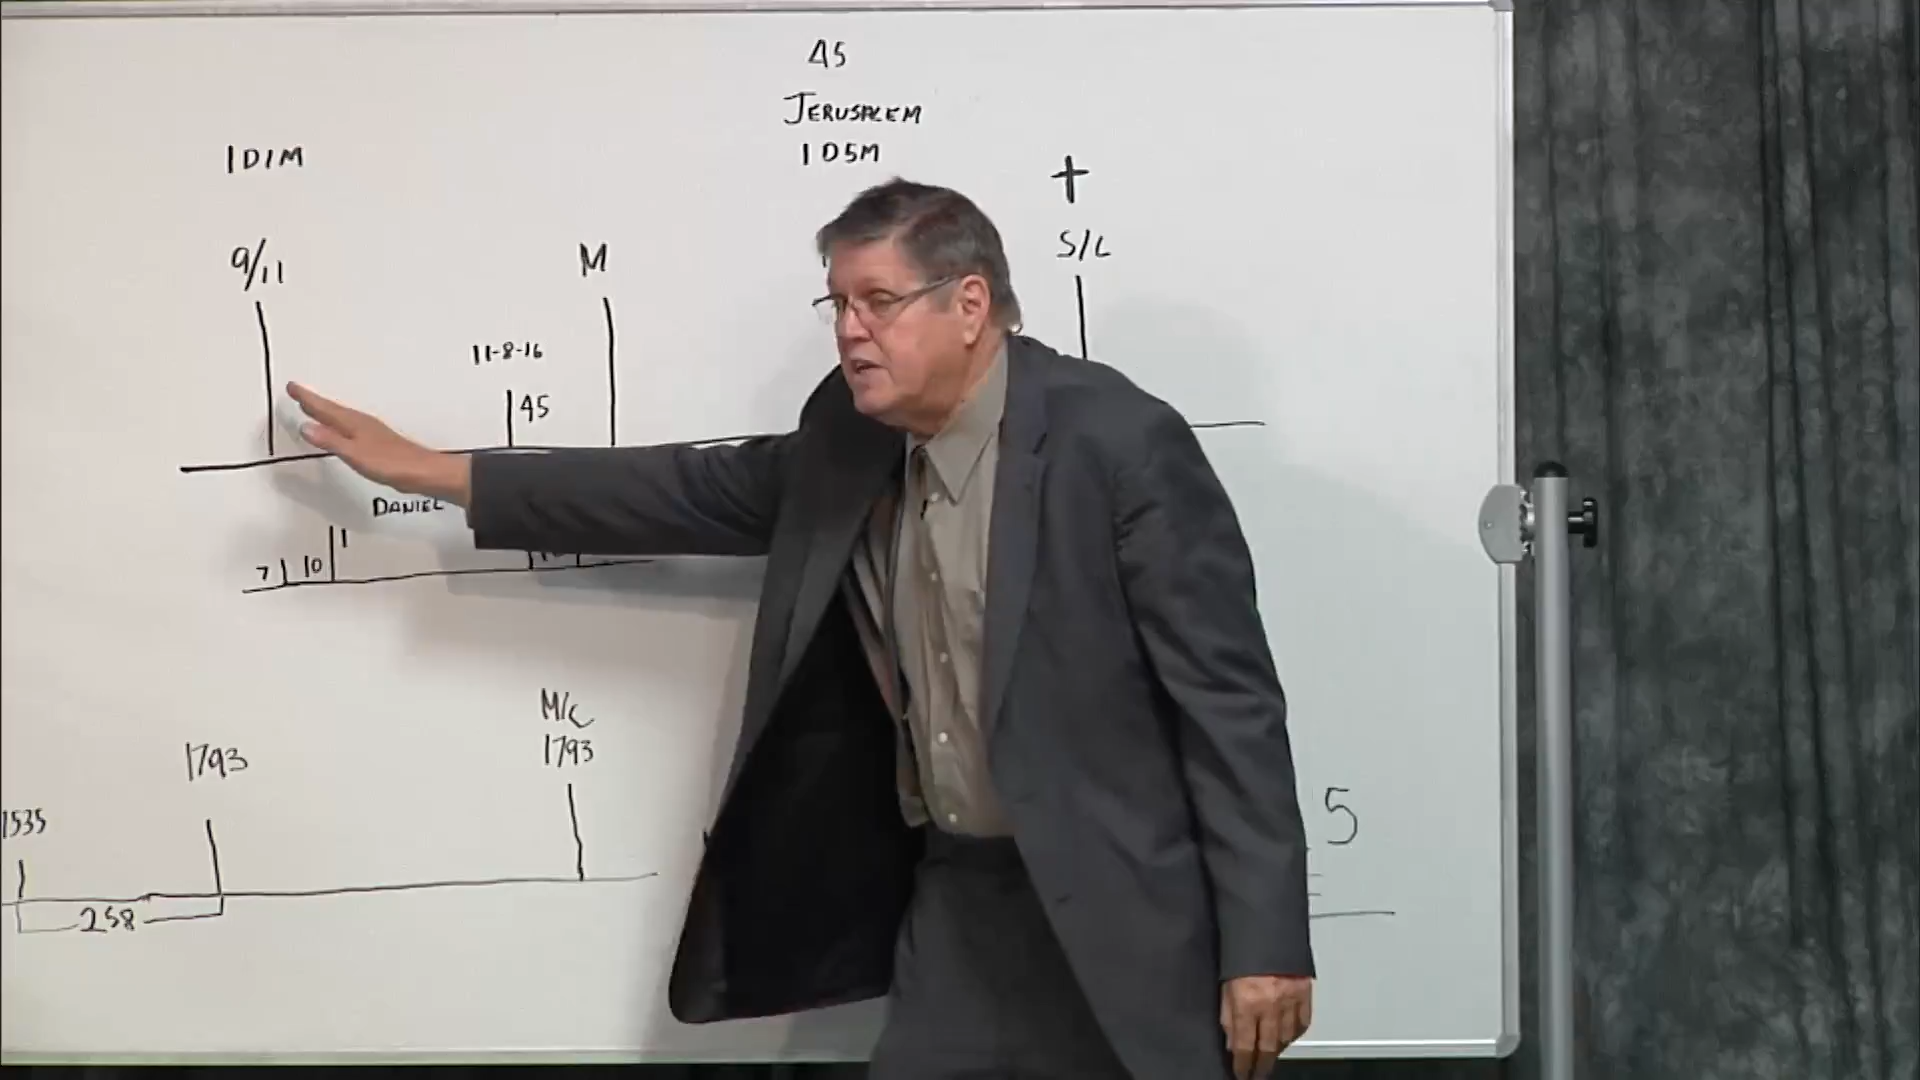 45
JERUSALEM
1D1M
1D5M
+
9/11
M
S/L
11-8-16
45
DANIEL
7 10 1
M/C
1793
1793
1535
5
258